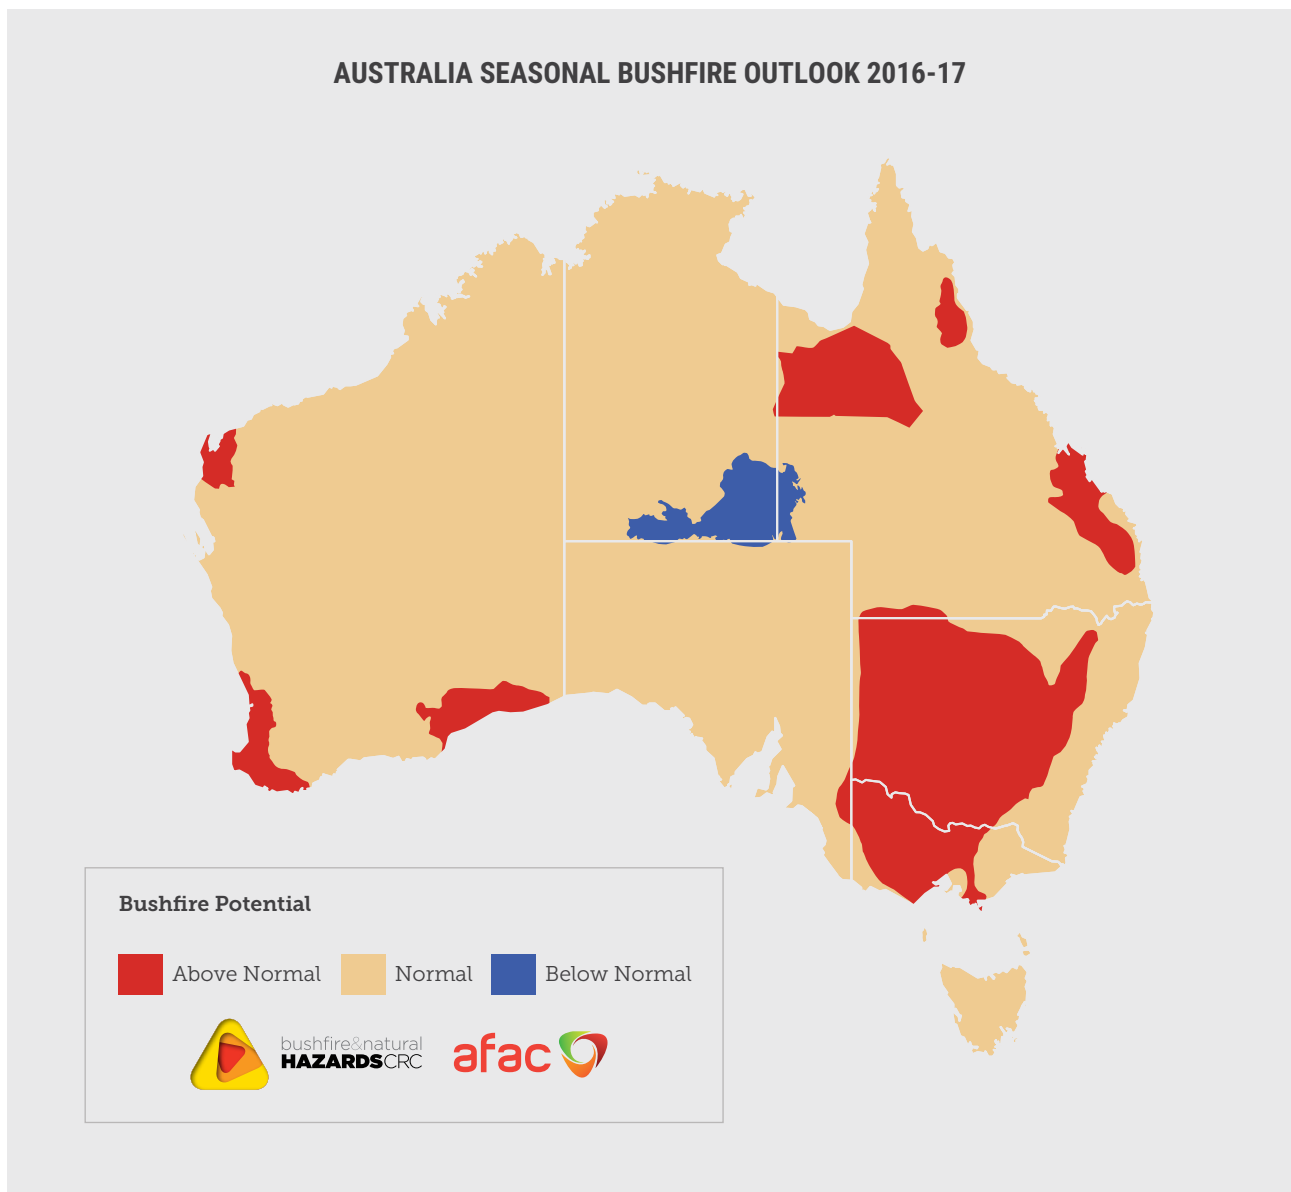 AUSTRALIA SEASONAL BUSHFIRE OUTLOOK 2016-17
Bushfire Potential
Above Normal
Normal
Below Normal
bushfire&natural
HAZARDSCRC
afac